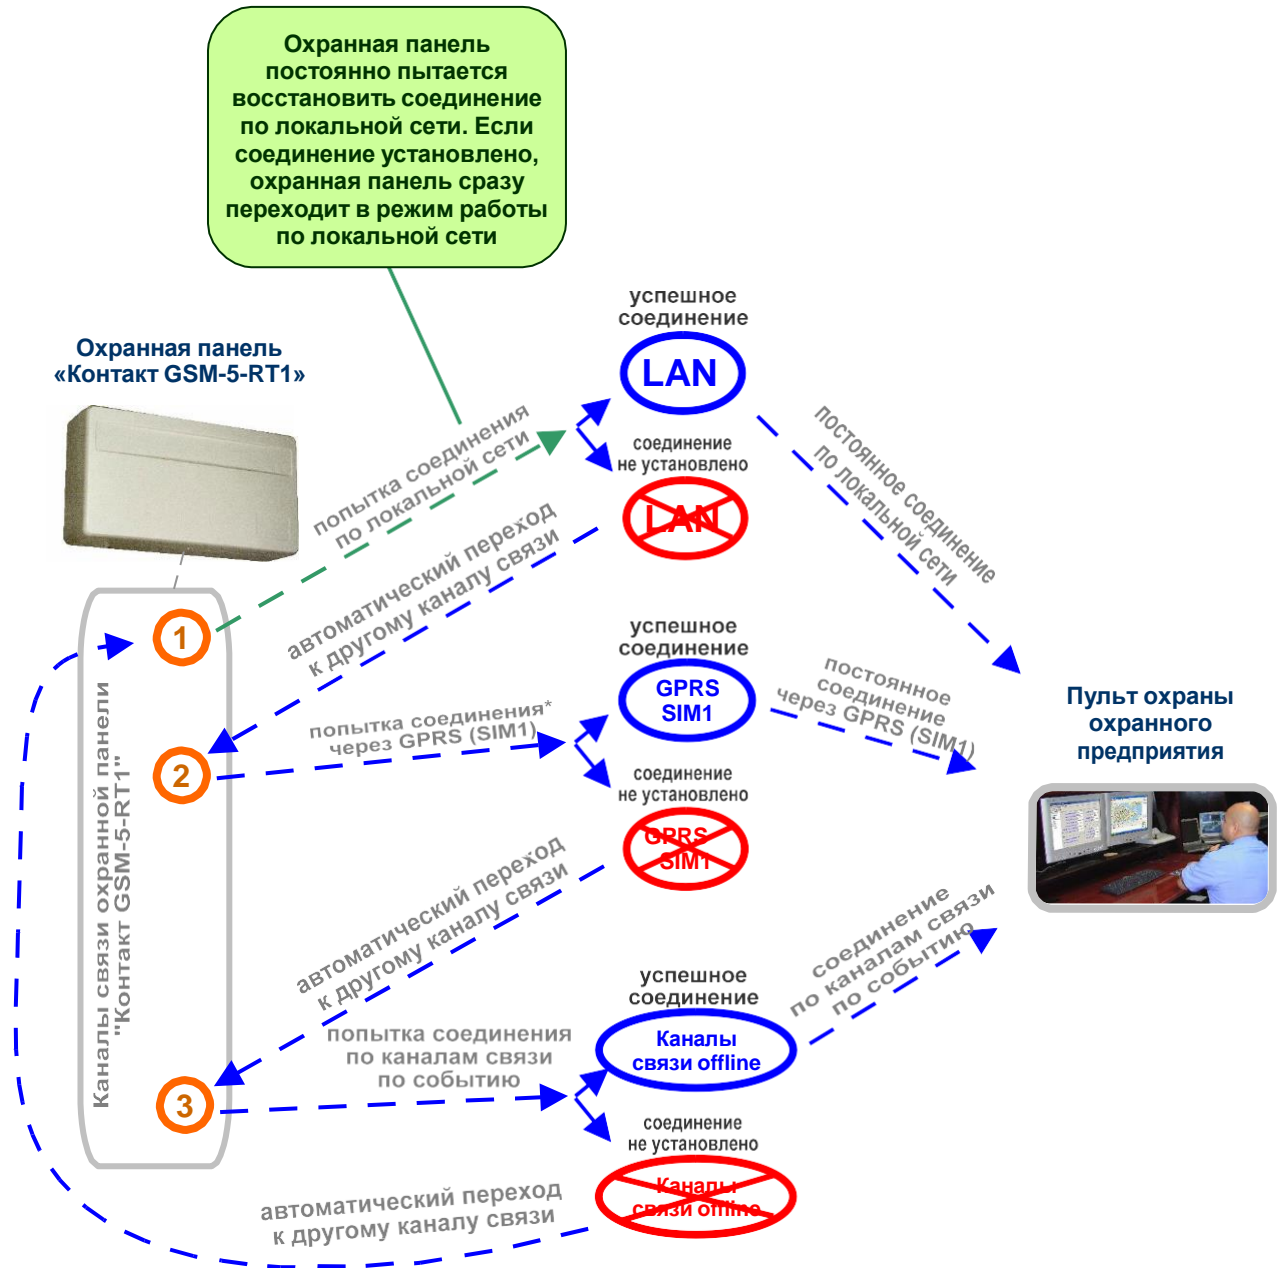 Охранная панель
постоянно пытается
восстановить соединение
по локальной сети. Если
соединение установлено,
охранная панель сразу
переходит в режим работы
по локальной сети
Охранная панель
«Контакт GSM-5-RT1»
успешное
соединение
LAN
соединение
не установлено
LAN
попытка соединения
по локальной сети
постоянное соединение
по локальной сети
автоматический переход
к другому каналу связи
Каналы связи охранной панели
"Контакт GSM-5-RT1"
1
2
3
попытка соединения*
через GPRS (SIM1)
успешное
соединение
GPRS
SIM1
соединение
не установлено
GPRS
SIM1
постоянное
соединение
через GPRS (SIM1)
Пульт охраны
охранного
предприятия
автоматический переход
к другому каналу связи
попытка соединения
по каналам связи
по событию
успешное
соединение
Каналы
связи offline
соединение
не установлено
Каналы
связи offline
соединение
по каналам связи
по событию
автоматический переход
к другому каналу связи